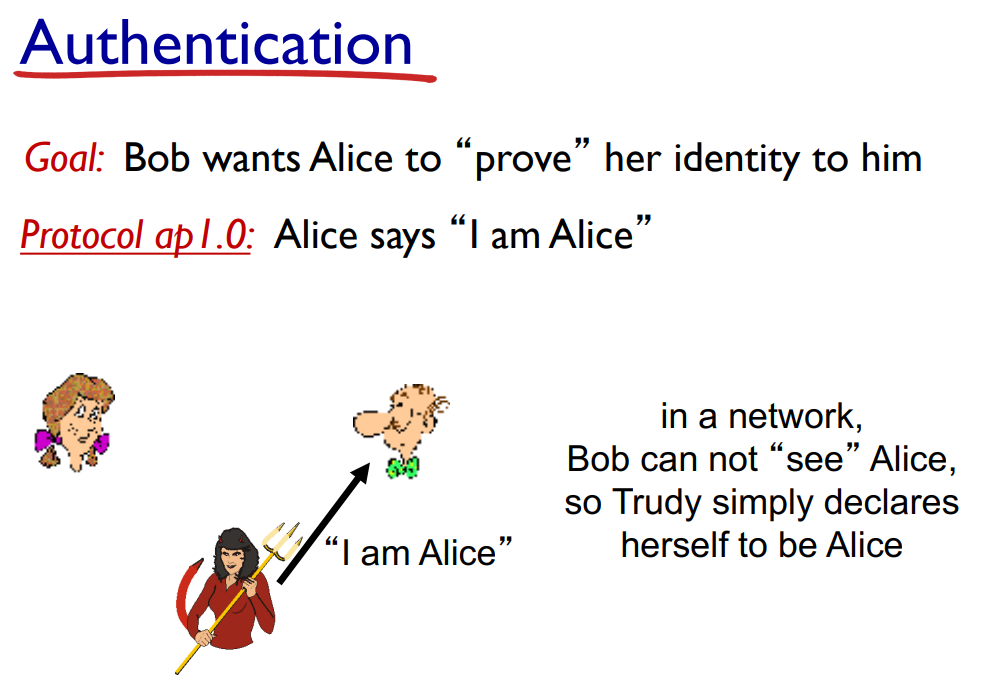 Authentication
Goal: Bob wants Alice to “prove” her identity to him
Protocol ap1.0: Alice says “I am Alice”
in a network,
Bob can not “see” Alice,
so Trudy simply declares
herself to be Alice
“I am Alice”